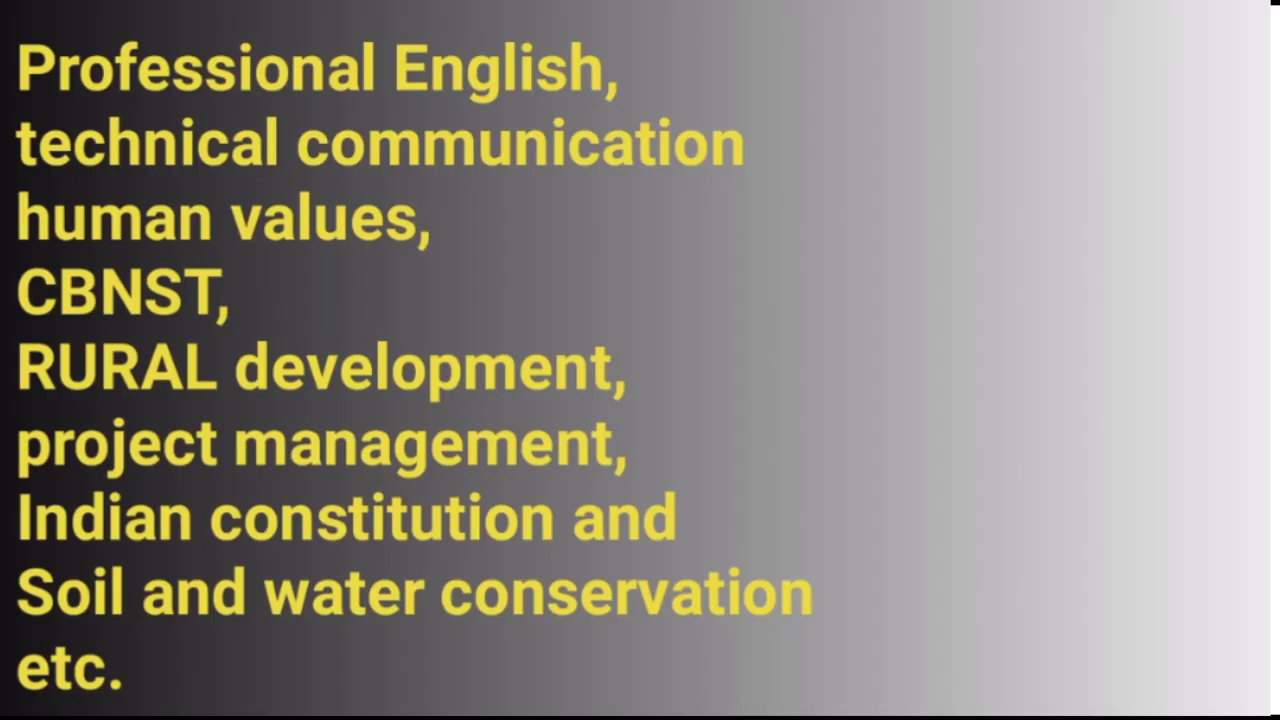 Professional English,
technical communication
human values,
CBNST,
RURAL development,
project management,
Indian constitution and
Soil and water conservation
etc.